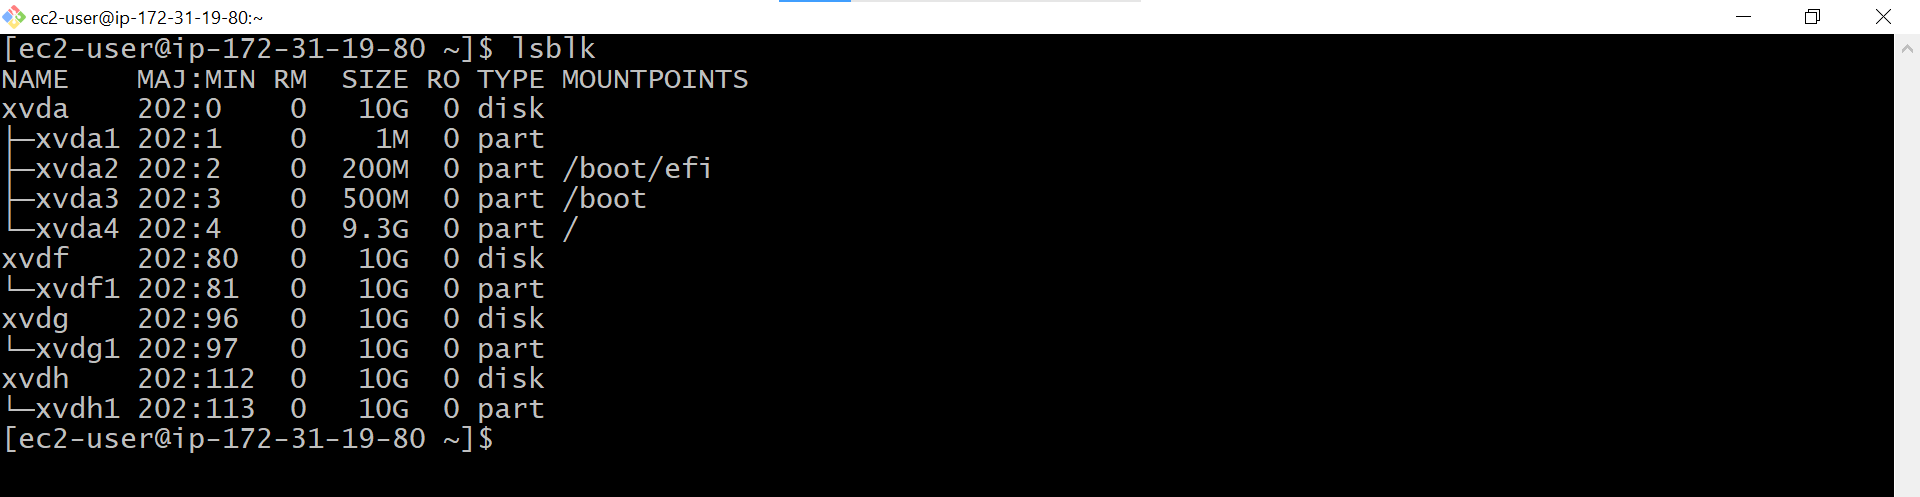 ec2-user@ip-172-31-19-80:~
[ec2-user@ip-172-31-19-80 ~]$ lsblk
NAME    MAJ:MIN RM  SIZE RO TYPE MOUNTPOINTS
xvda    202:0    0   10G  0 disk
├─xvda1 202:1    0    1M  0 part
├─xvda2 202:2    0  200M  0 part /boot/efi
├─xvda3 202:3    0  500M  0 part /boot
└─xvda4 202:4    0  9.3G  0 part /
xvdf    202:80   0   10G  0 disk
└─xvdf1 202:81   0   10G  0 part
xvdg    202:96   0   10G  0 disk
└─xvdg1 202:97   0   10G  0 part
xvdh    202:112  0   10G  0 disk
└─xvdh1 202:113  0   10G  0 part
[ec2-user@ip-172-31-19-80 ~]$